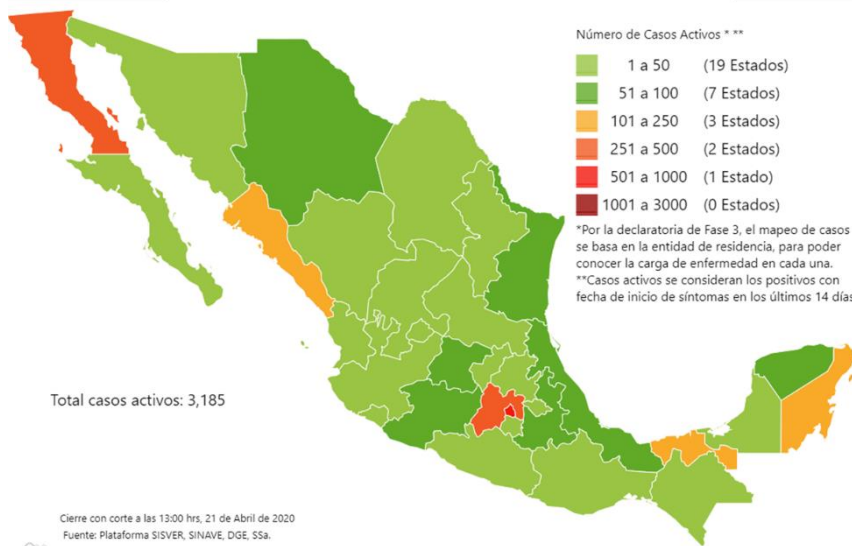 Número de Casos Activos * **
1 a 50 (19 Estados)
51 a 100 (7 Estados)
101 a 250 (3 Estados)
251 a 500 (2 Estados)
501 a 1000 (1 Estado)
1001 a 3000 (0 Estados)
*Por la declaratoria de Fase 3, el mapeo de casos
se basa en la entidad de residencia, para poder
conocer la carga de enfermedad en cada una.
**Casos activos se consideran los positivos con
fecha de inicio de síntomas en los últimos 14 días
Total casos activos: 3,185
Cierre con corte a las 13:00 hrs, 21 de Abril de 2020
Fuente: Plataforma SISVER, SINAVE, DGE, SSa.